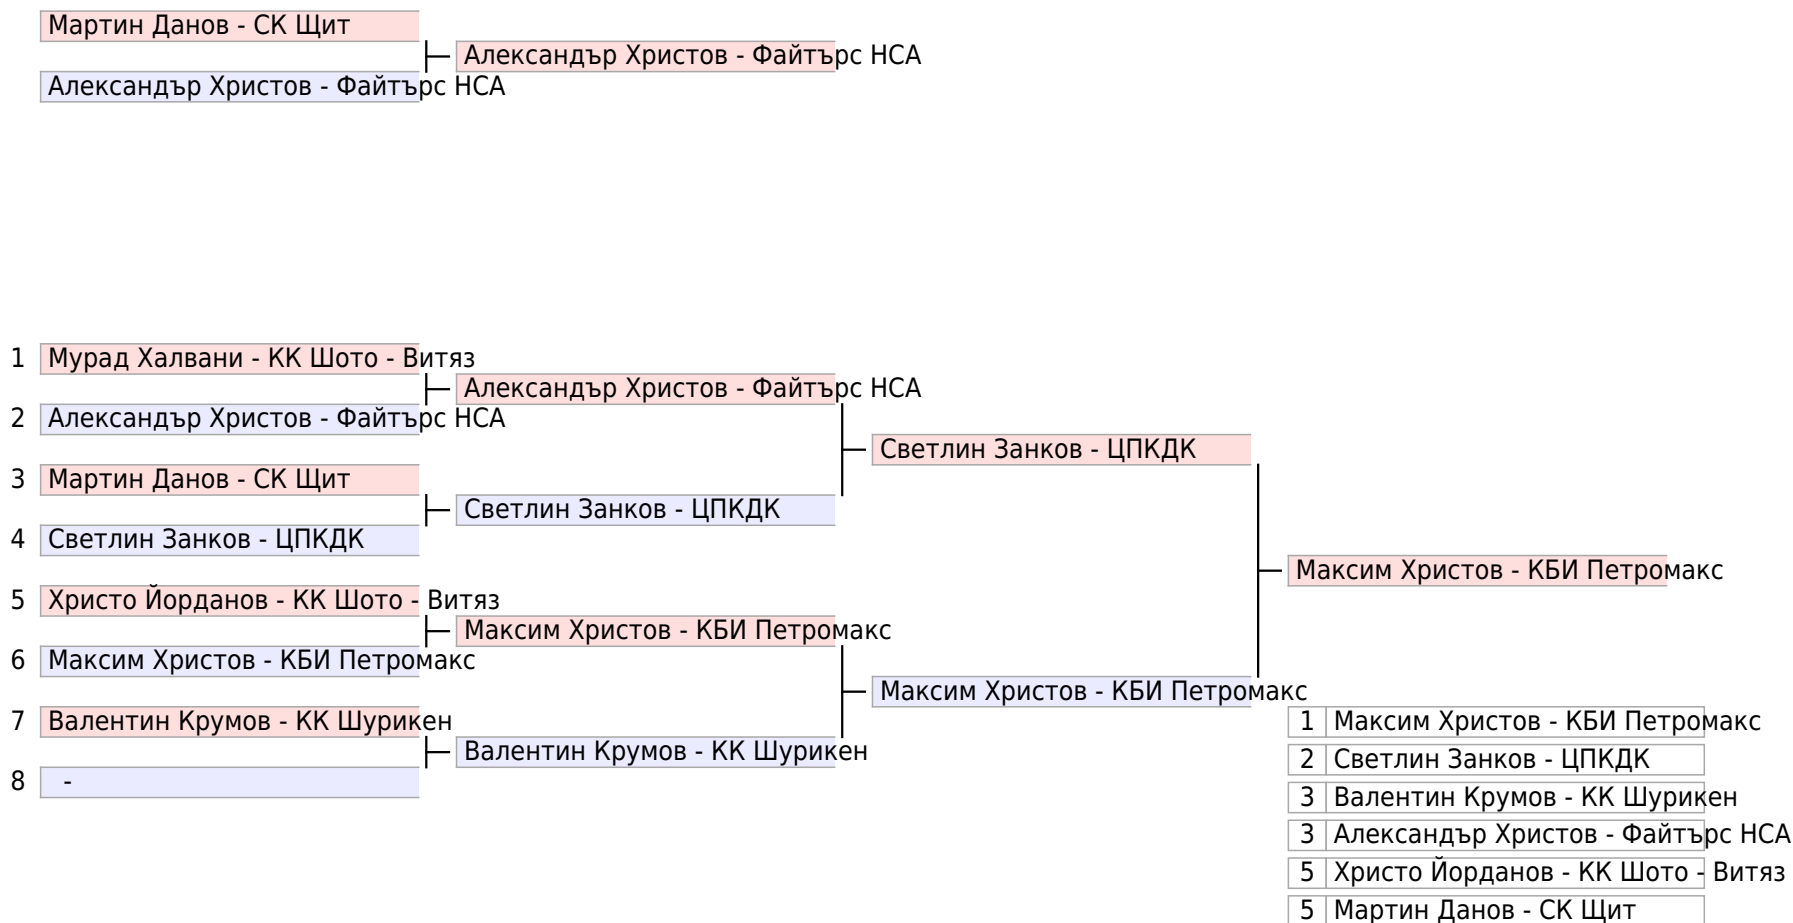 Мартин Данов - СК Щит
Александър Христов - Файтърс НСА
Александър Христов - Файтърс НСА
1 Мурад Халвани - КК Шото - Витяз
Александър Христов - Файтърс НСА
2 Александър Христов - Файтърс НСА
Светлин Занков - ЦПКДК
3 Мартин Данов - СК Щит
Светлин Занков - ЦПКДК
4 Светлин Занков - ЦПКДК
Максим Христов - КБИ Петромакс
5 Христо Йорданов - КК Шото - Витяз
Максим Христов - КБИ Петромакс
6 Максим Христов - КБИ Петромакс
Максим Христов - КБИ Петромакс
7 Валентин Крумов - КК Шурикен
Валентин Крумов - КК Шурикен
8 -
1 Максим Христов - КБИ Петромакс
2 Светлин Занков - ЦПКДК
3 Валентин Крумов - КК Шурикен
3 Александър Христов - Файтърс НСА
5 Христо Йорданов - КК Шото - Витяз
5 Мартин Данов - СК Щит